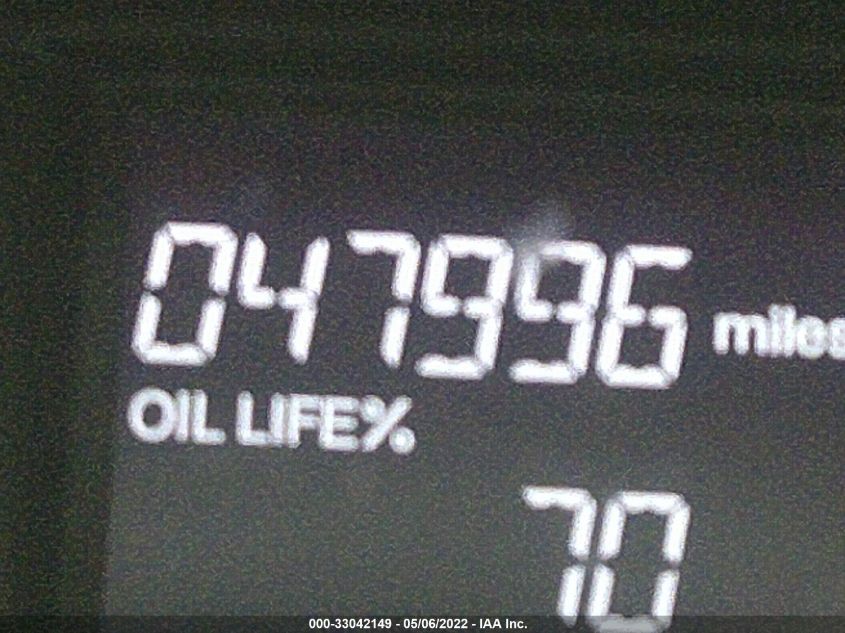 047996 miles
OIL LIFE%
70
000-33042149 - 05/06/2022 - IAA Inc.